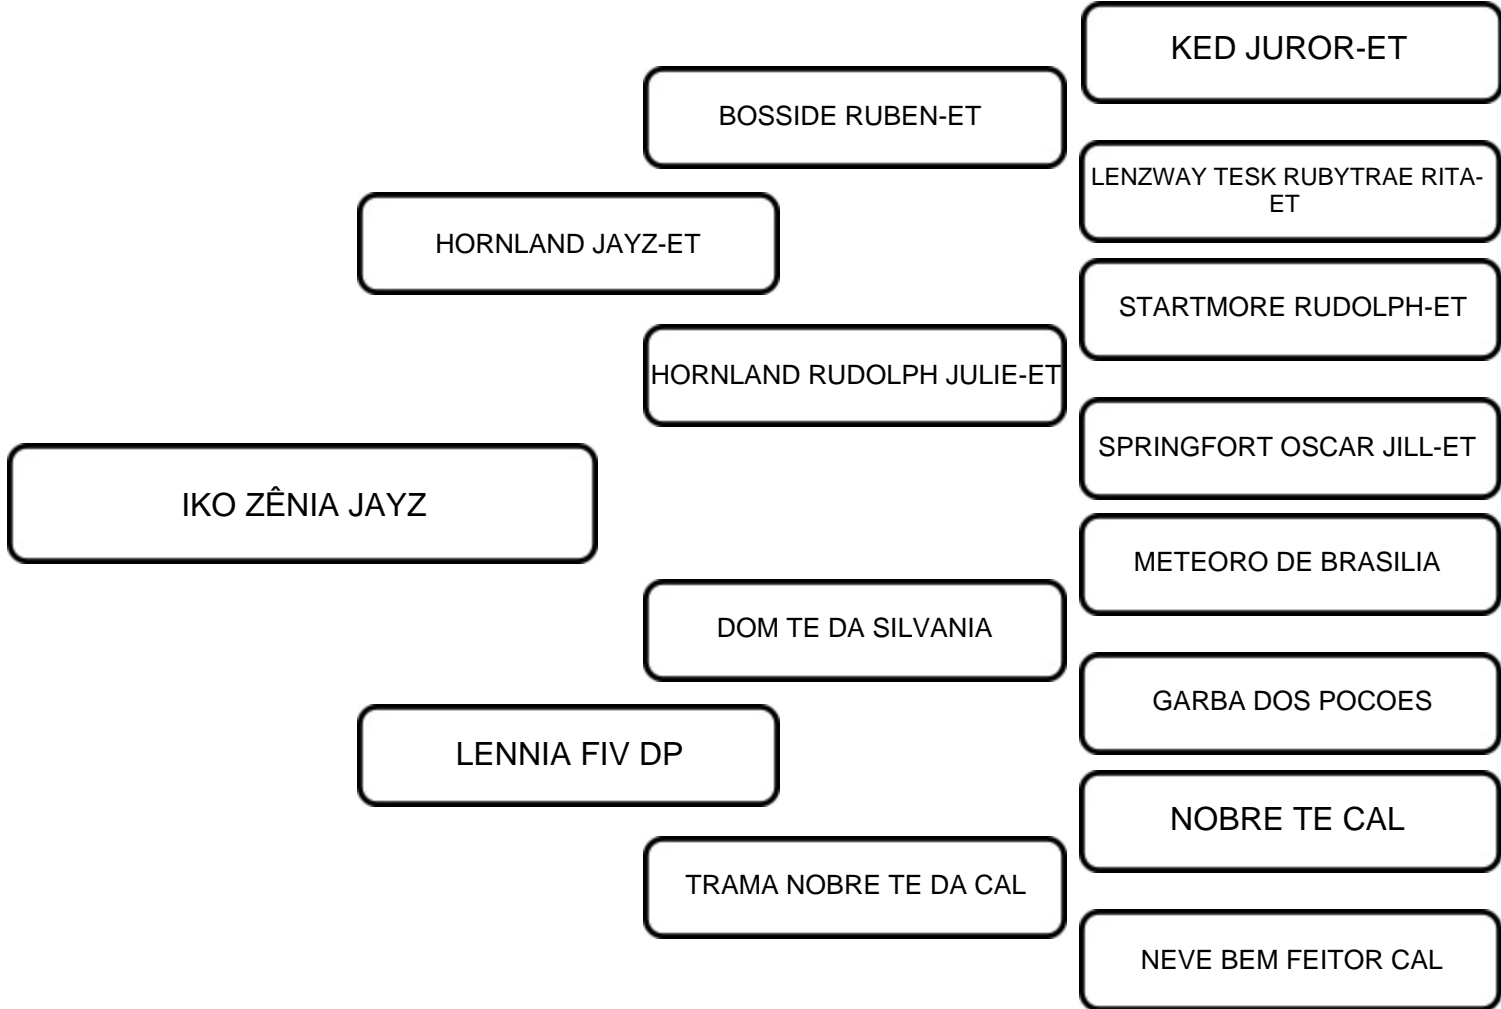 KED JUROR-ET
BOSSIDE RUBEN-ET
LENZWAY TESK RUBYTRAE RITA-
ET
HORNLAND JAYZ-ET
STARTMORE RUDOLPH-ET
HORNLAND RUDOLPH JULIE-ET
SPRINGFORT OSCAR JILL-ET
IKO ZÊNIA JAYZ
METEORO DE BRASILIA
DOM TE DA SILVANIA
GARBA DOS POCOES
LENNIA FIV DP
NOBRE TE CAL
TRAMA NOBRE TE DA CAL
NEVE BEM FEITOR CAL